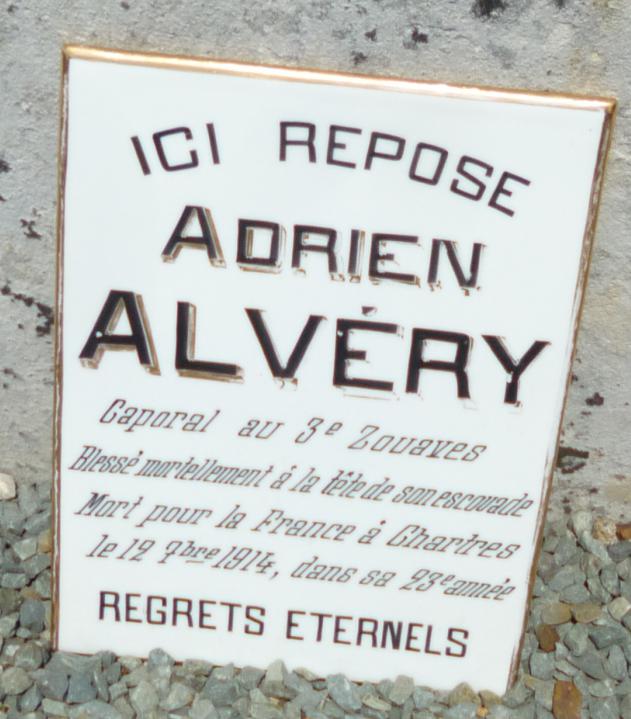 ICI REPOSE
ADRIEN
ALVÉRY
Caporal au 3e Zouaves
Blessé mortellement à la tête de son escouade
Mort pour la France à Chartres
le 12 7bre 1914, dans sa 23e année
REGRETS ETERNELS